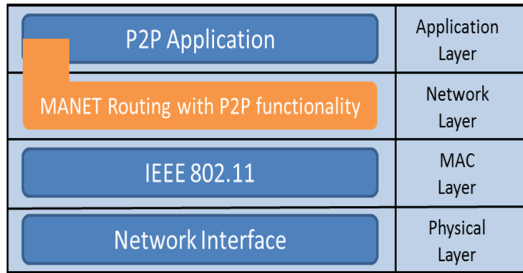 P2P Application
Application
Layer
MANET Routing with P2P functionality
Network
Layer
IEEE 802.11
MAC
Layer
Network Interface
Physical
Layer